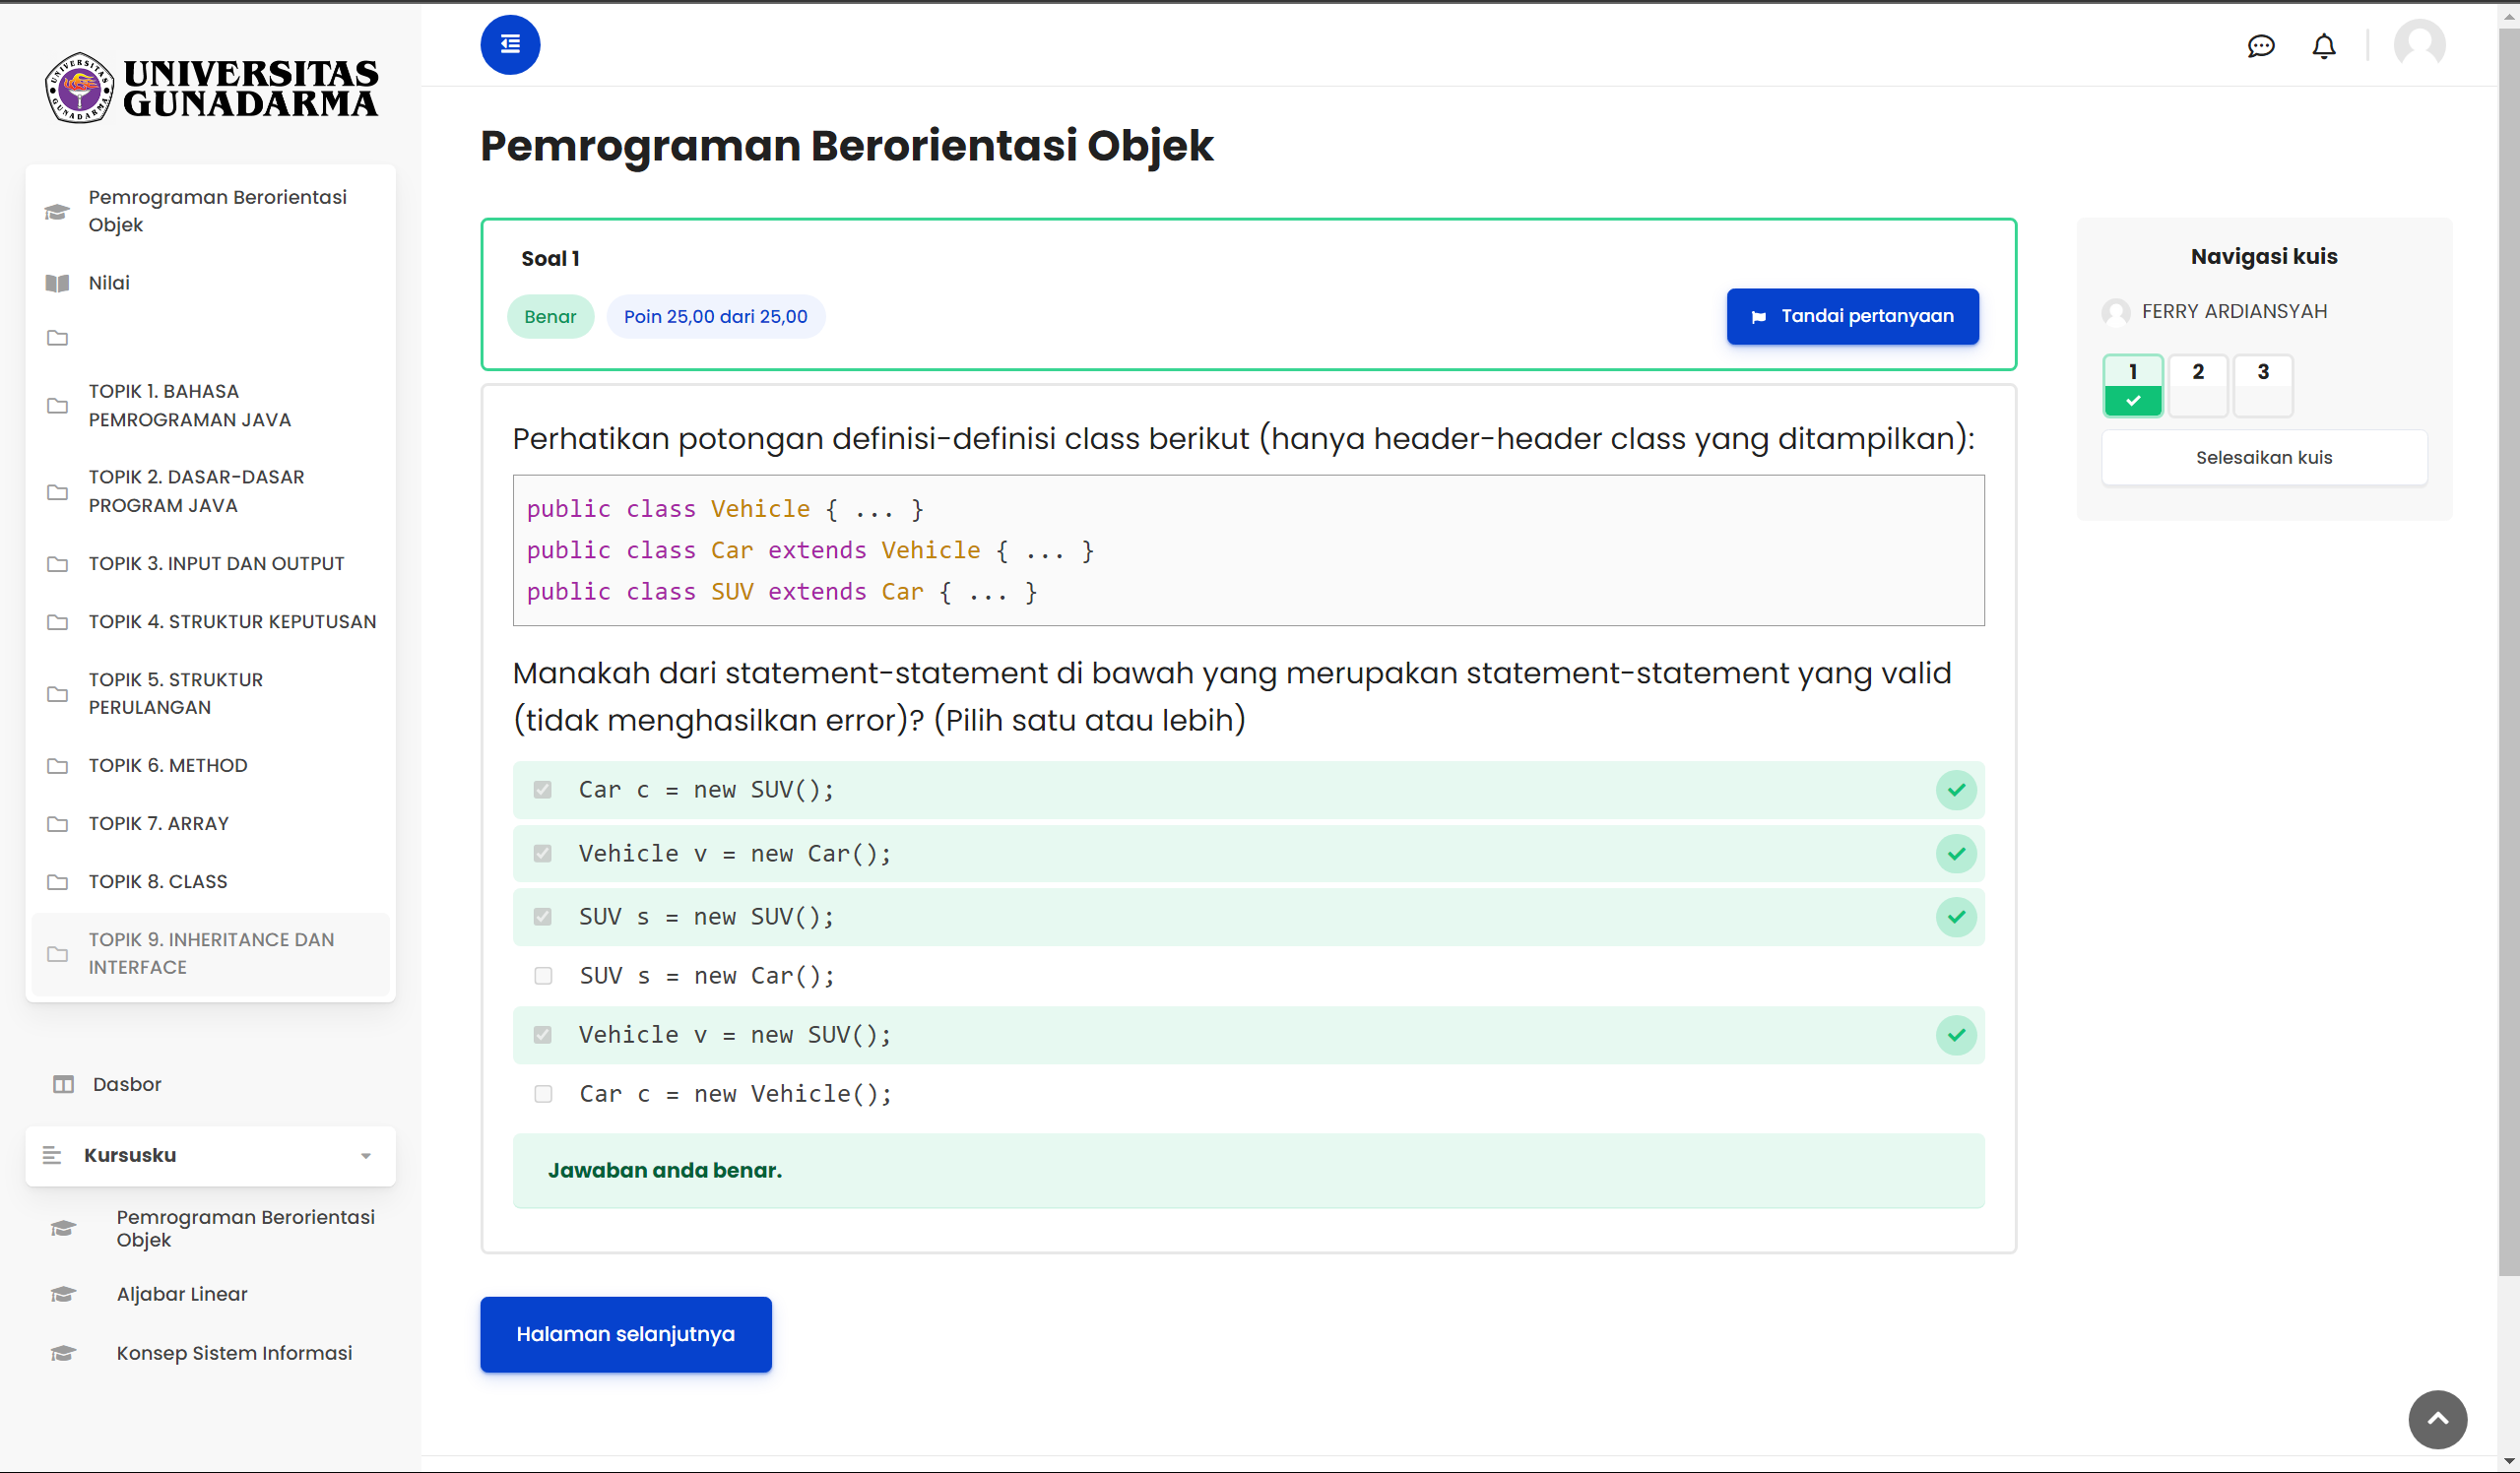 UNIVERSITAS
GUNADARMA
Pemrograman Berorientasi
Objek
Nilai
TOPIK 1. BAHASA
PEMROGRAMAN JAVA
TOPIK 2. DASAR-DASAR
PROGRAM JAVA
TOPIK 3. INPUT DAN OUTPUT
TOPIK 4. STRUKTUR KEPUTUSAN
TOPIK 5. STRUKTUR
PERULANGAN
TOPIK 6. METHOD
TOPIK 7. ARRAY
TOPIK 8. CLASS
TOPIK 9. INHERITANCE DAN
INTERFACE
Dasbor
Kursusku
Pemrograman Berorientasi
Objek
Aljabar Linear
Konsep Sistem Informasi
Pemrograman Berorientasi Objek
Soal 1
Benar
Poin 25,00 dari 25,00
Tandai pertanyaan
Perhatikan potongan definisi-definisi class berikut (hanya header-header class yang ditampilkan):
public class Vehicle { ... }
public class Car extends Vehicle { ... }
public class SUV extends Car { ... }
Manakah dari statement-statement di bawah yang merupakan statement-statement yang valid
(tidak menghasilkan error)? (Pilih satu atau lebih)
Car c = new SUV();
Vehicle v = new Car();
SUV s = new SUV();
SUV s = new Car();
Vehicle v = new SUV();
Car c = new Vehicle();
Jawaban anda benar.
Halaman selanjutnya
Navigasi kuis
FERRY ARDIANSYAH
1 2 3
Selesaikan kuis